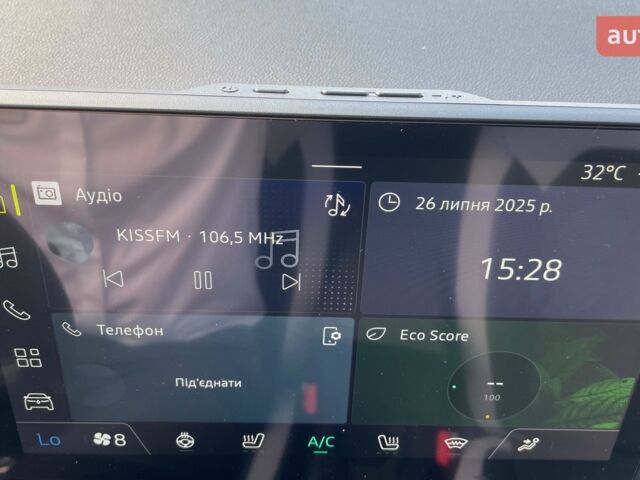 auto
32°C
Аудіо
26 липня 2025 р.
KISSFM · 106,5 MHz
15:28
Телефон
Eco Score
Під'єднати
--
100
Lo
8
A/C